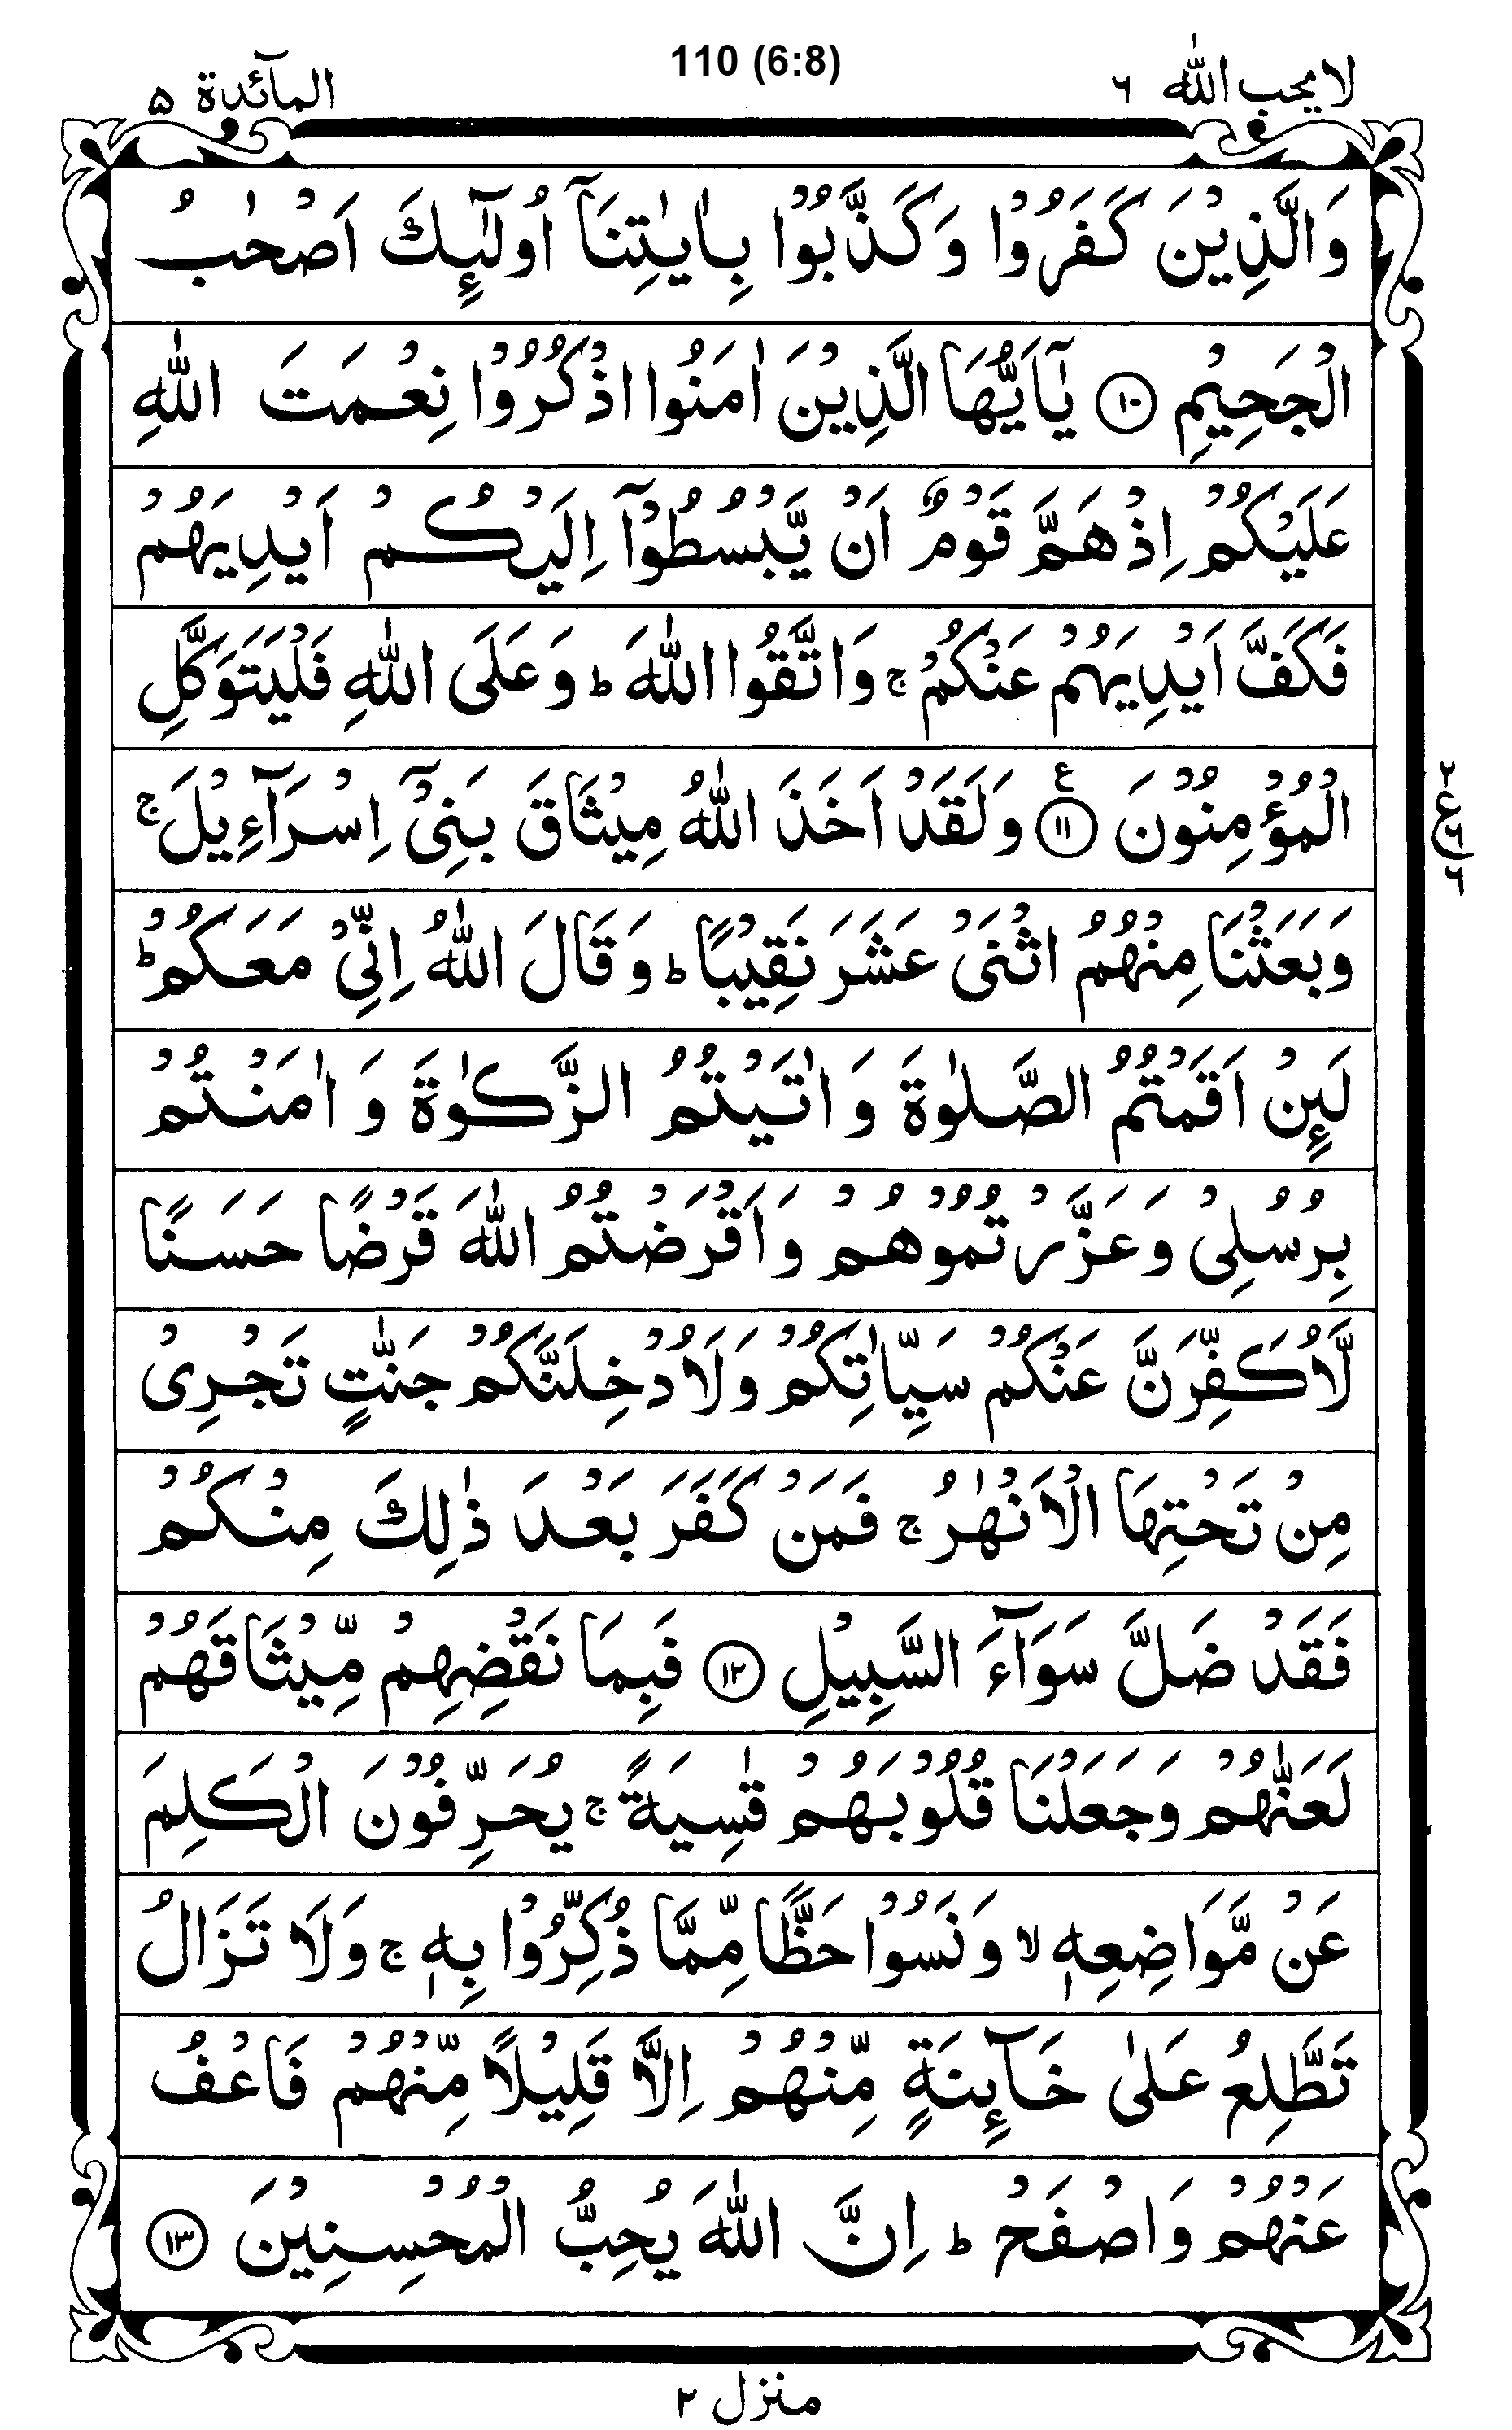 110 (6:8)
لا يحب الله ٦
المآئدة ٥
وَالَّذِيْنَ كَفَرُوْا وَكَذَّبُوْا بِاٰيٰتِنَاۤ اُولٰٓئِكَ اَصْحٰبُ
الْجَحِيْمِ ۝١٠ يٰۤاَيُّهَا الَّذِيْنَ اٰمَنُوا اذْكُرُوْا نِعْمَتَ اللّٰهِ
عَلَيْكُمْ اِذْ هَمَّ قَوْمٌ اَنْ يَّبْسُطُوْۤا اِلَيْكُمْ اَيْدِيَهُمْ
فَكَفَّ اَيْدِيَهُمْ عَنْكُمْ ۚ وَاتَّقُوا اللّٰهَ ؕ وَعَلَى اللّٰهِ فَلْيَتَوَكَّلِ
الْمُؤْمِنُوْنَ ۝١١ ع وَلَقَدْ اَخَذَ اللّٰهُ مِيْثَاقَ بَنِيْۤ اِسْرَآءِيْلَ ۚ
٢ ع ٦ ٦
وَبَعَثْنَا مِنْهُمُ اثْنَىْ عَشَرَ نَقِيْبًا ؕ وَقَالَ اللّٰهُ اِنِّىْ مَعَكُمْ ؕ
لَئِنْ اَقَمْتُمُ الصَّلٰوةَ وَاٰتَيْتُمُ الزَّكٰوةَ وَاٰمَنْتُمْ
بِرُسُلِىْ وَعَزَّرْتُمُوْهُمْ وَاَقْرَضْتُمُ اللّٰهَ قَرْضًا حَسَنًا
لَّاُكَفِّرَنَّ عَنْكُمْ سَيِّاٰتِكُمْ وَلَاُدْخِلَنَّكُمْ جَنّٰتٍ تَجْرِىْ
مِنْ تَحْتِهَا الْاَنْهٰرُ ۚ فَمَنْ كَفَرَ بَعْدَ ذٰلِكَ مِنْكُمْ
فَقَدْ ضَلَّ سَوَآءَ السَّبِيْلِ ۝١٢ فَبِمَا نَقْضِهِمْ مِّيْثَاقَهُمْ
لَعَنّٰهُمْ وَجَعَلْنَا قُلُوْبَهُمْ قٰسِيَةً ۚ يُحَرِّفُوْنَ الْكَلِمَ
عَنْ مَّوَاضِعِهٖ ۙ وَنَسُوْا حَظًّا مِّمَّا ذُكِّرُوْا بِهٖ ۚ وَلَا تَزَالُ
تَطَّلِعُ عَلٰى خَآئِنَةٍ مِّنْهُمْ اِلَّا قَلِيْلًا مِّنْهُمْ فَاعْفُ
عَنْهُمْ وَاصْفَحْ ؕ اِنَّ اللّٰهَ يُحِبُّ الْمُحْسِنِيْنَ ۝١٣
منزل ٢